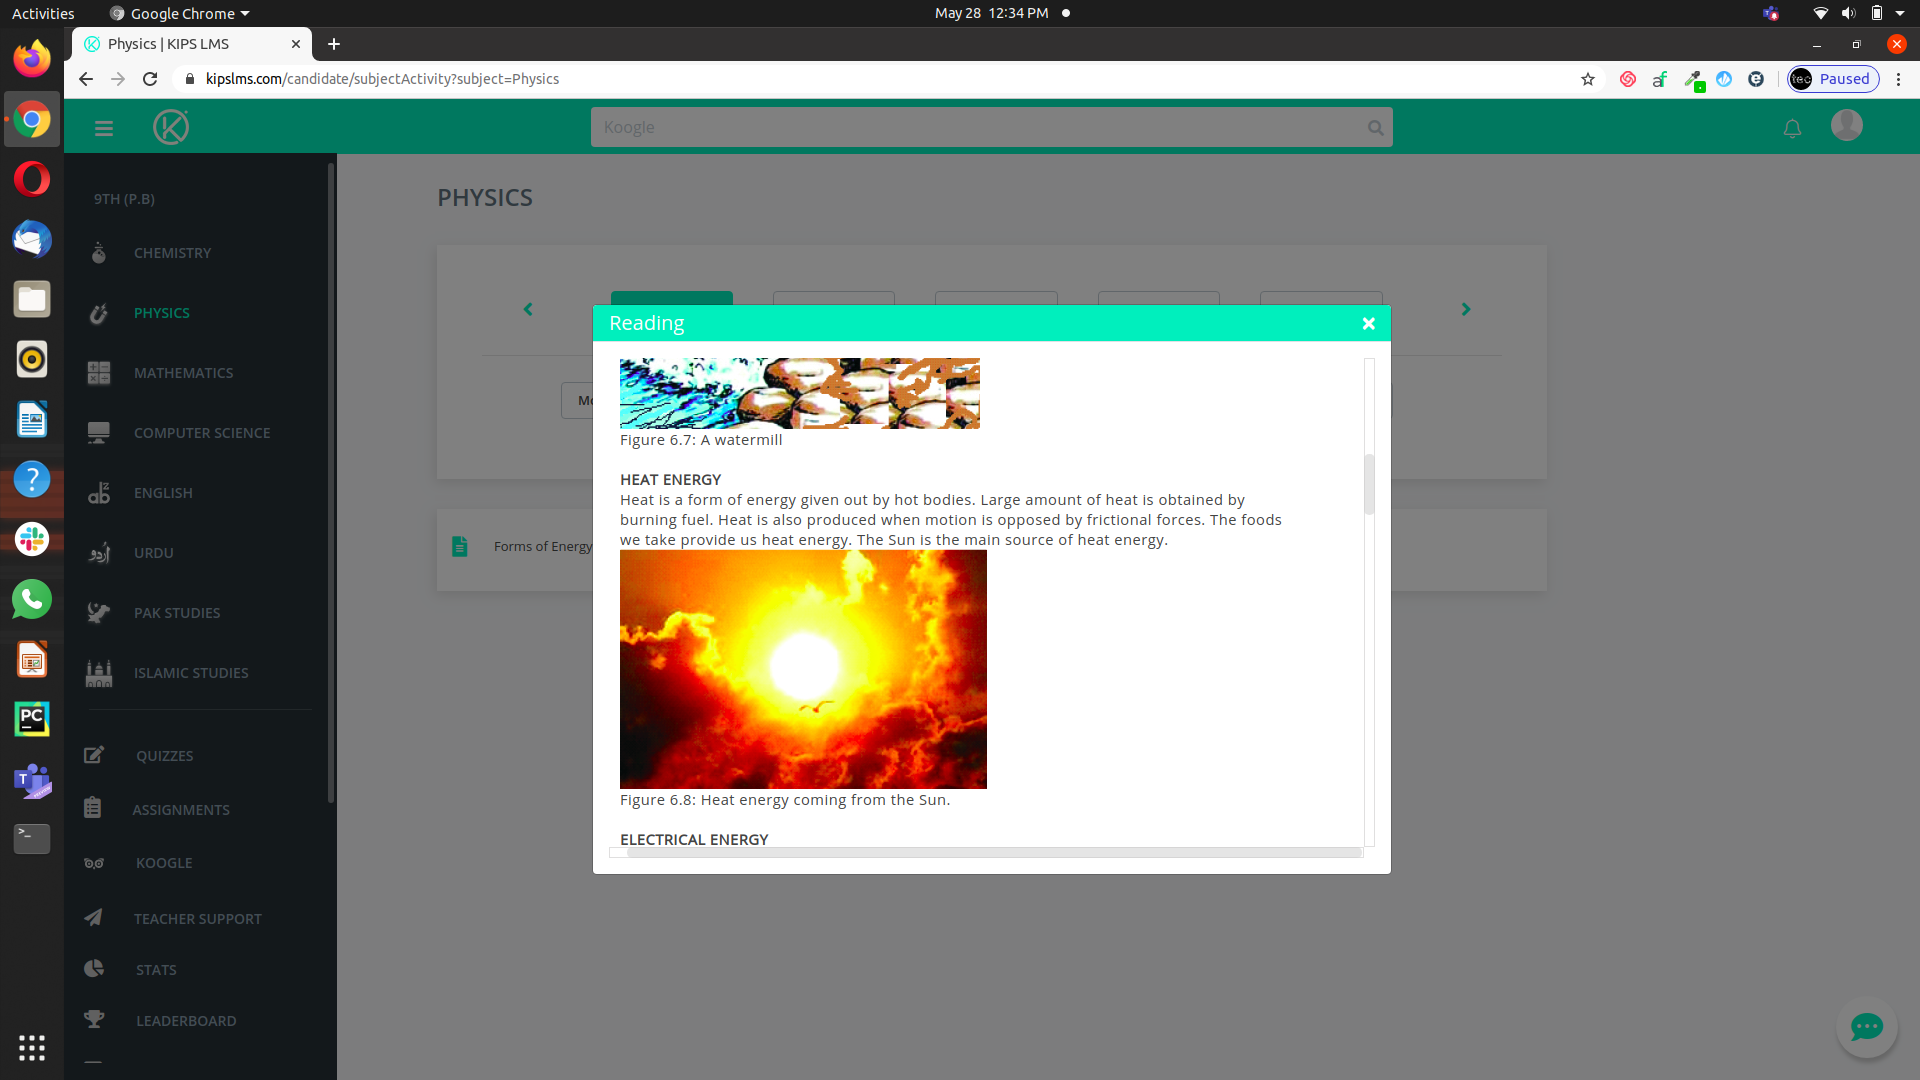 Activities
Google Chrome
May 28 12:34 PM
Physics | KIPS LMS
kipslms.com/candidate/subjectActivity?subject=Physics
tec
Paused
Koogle
9TH (P.B)
CHEMISTRY
PHYSICS
MATHEMATICS
COMPUTER SCIENCE
ENGLISH
URDU
PAK STUDIES
ISLAMIC STUDIES
QUIZZES
ASSIGNMENTS
KOOGLE
TEACHER SUPPORT
STATS
LEADERBOARD
PHYSICS
Forms of Energy
Reading
Figure 6.7: A watermill
HEAT ENERGY
Heat is a form of energy given out by hot bodies. Large amount of heat is obtained by
burning fuel. Heat is also produced when motion is opposed by frictional forces. The foods
we take provide us heat energy. The Sun is the main source of heat energy.
Figure 6.8: Heat energy coming from the Sun.
ELECTRICAL ENERGY